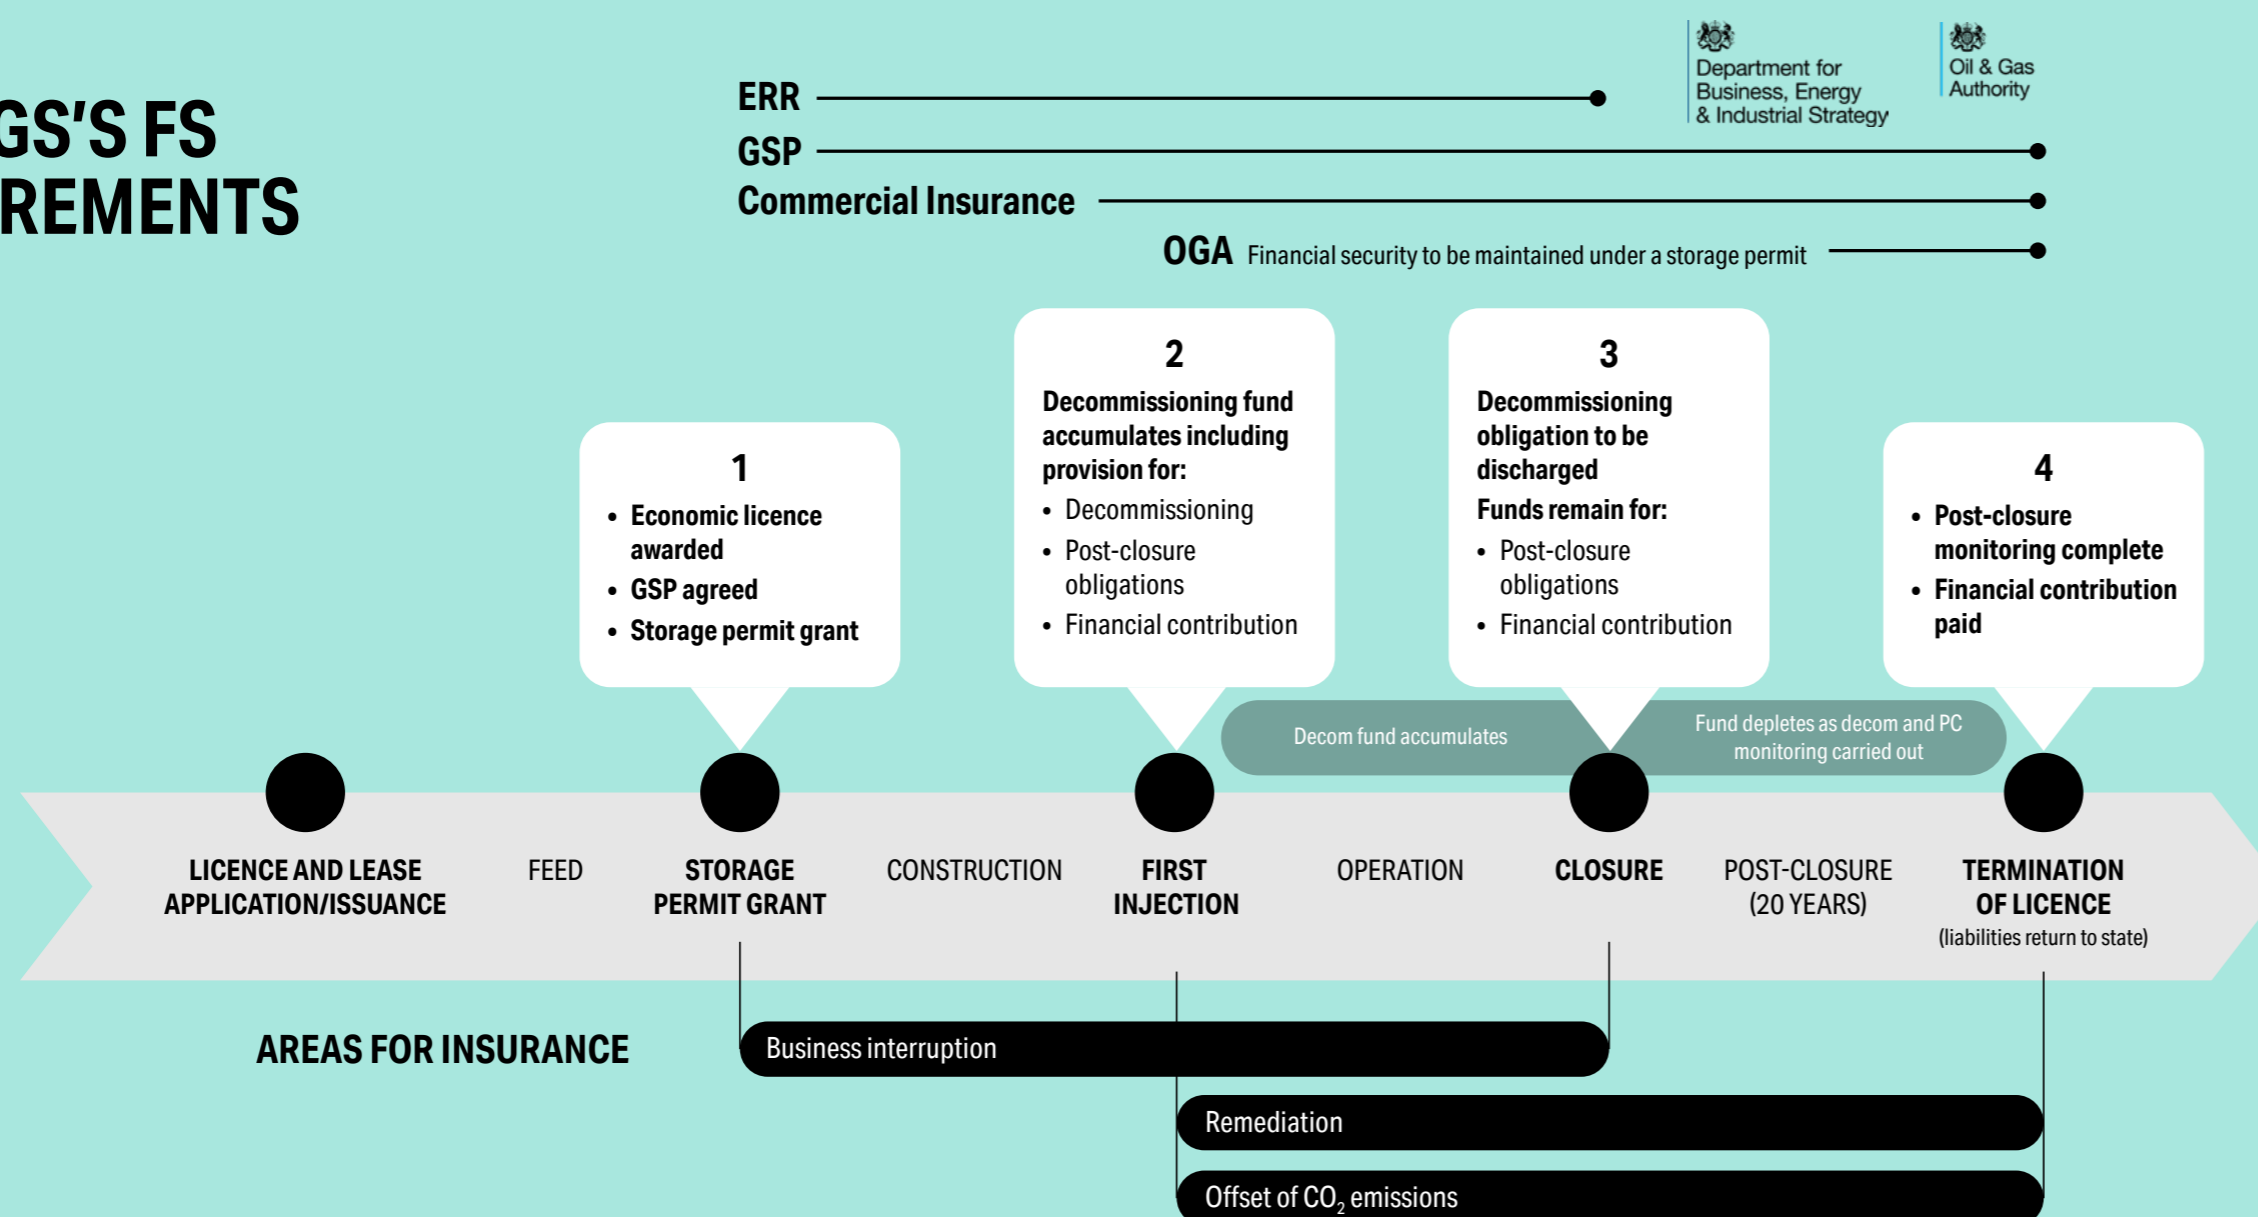 GS'S FS
REMENTS
ERR
GSP
Commercial Insurance
OGA Financial security to be maintained under a storage permit
Department for
Business, Energy
& Industrial Strategy
Oil & Gas
Authority
1
• Economic licence
awarded
• GSP agreed
• Storage permit grant
2
Decommissioning fund
accumulates including
provision for:
• Decommissioning
• Post-closure
obligations
• Financial contribution
3
Decommissioning
obligation to be
discharged
Funds remain for:
• Post-closure
obligations
• Financial contribution
4
• Post-closure
monitoring complete
• Financial contribution
paid
Decom fund accumulates
Fund depletes as decom and PC
monitoring carried out
LICENCE AND LEASE
APPLICATION/ISSUANCE
FEED
STORAGE
PERMIT GRANT
CONSTRUCTION
FIRST
INJECTION
OPERATION
CLOSURE
POST-CLOSURE
(20 YEARS)
TERMINATION
OF LICENCE
(liabilities return to state)
AREAS FOR INSURANCE
Business interruption
Remediation
Offset of CO₂ emissions